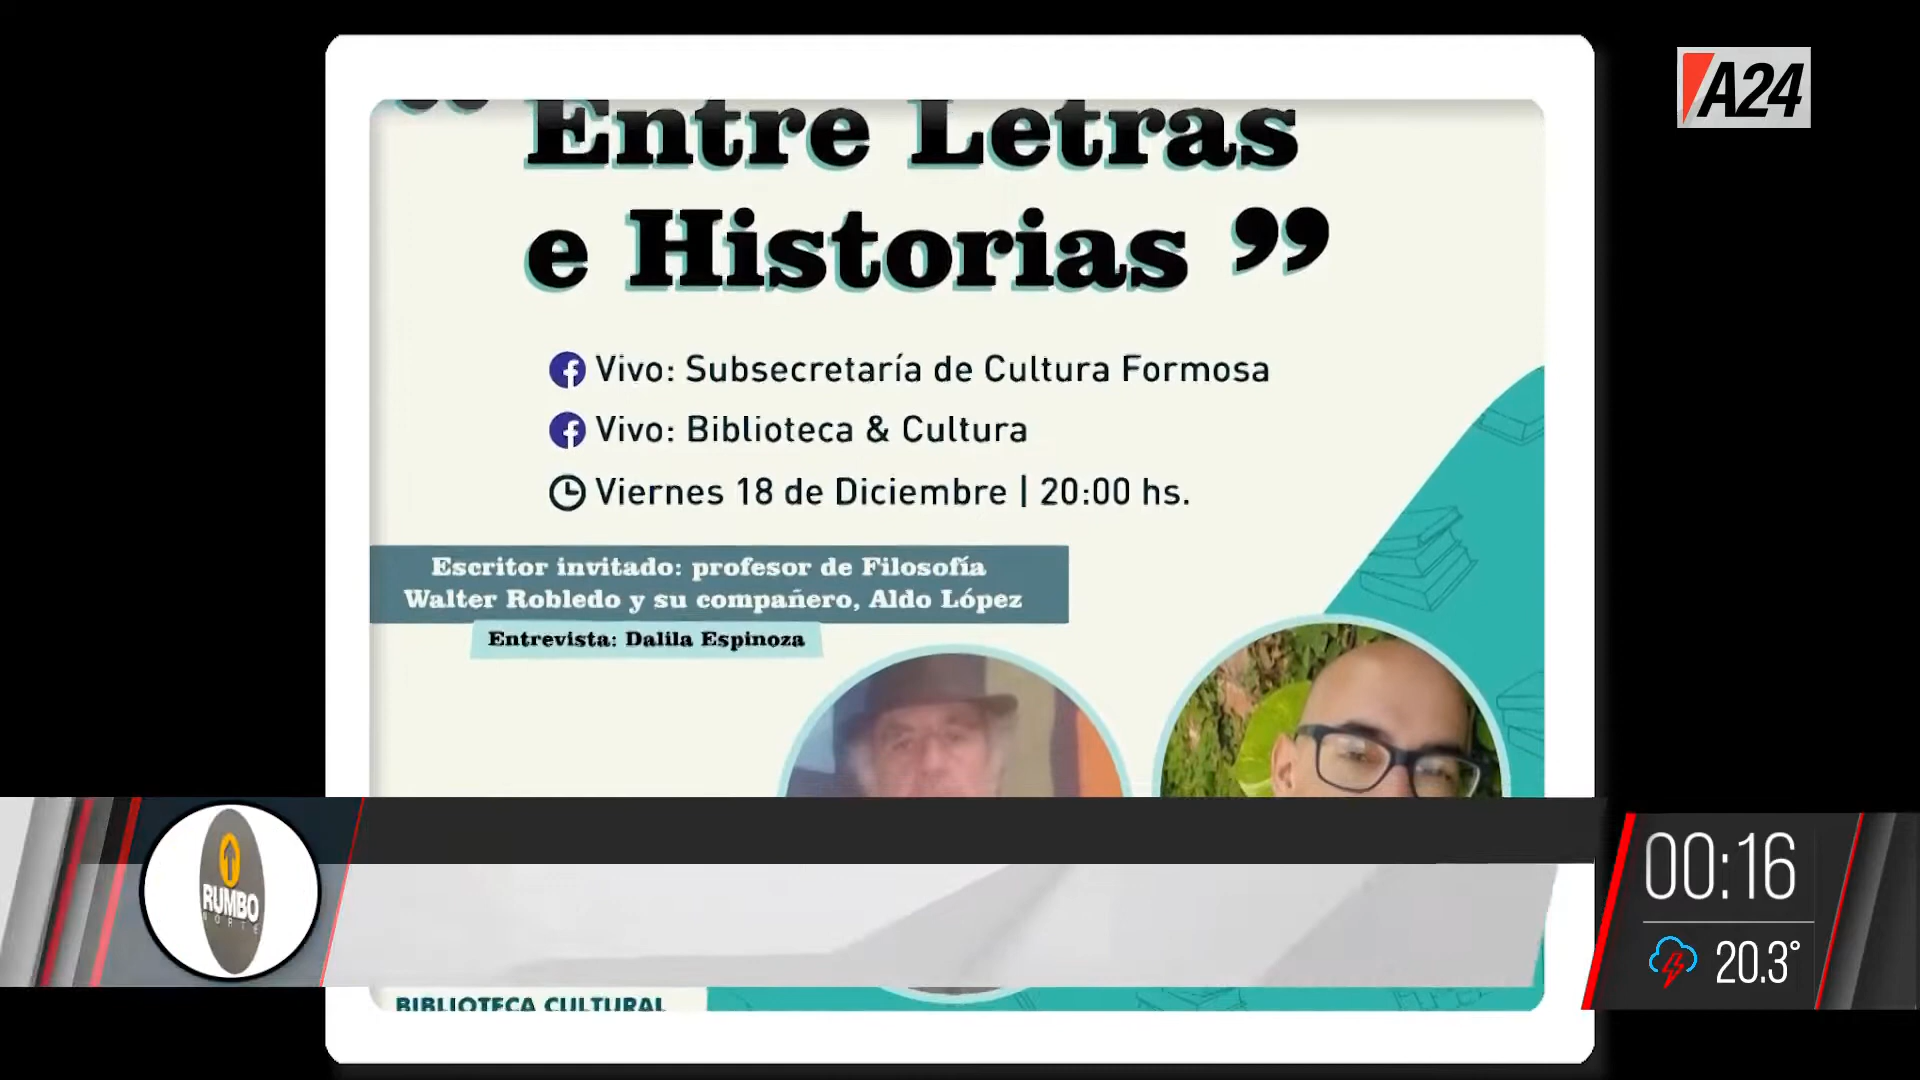 A24
“ Entre Letras
e Historias ”
Vivo: Subsecretaría de Cultura Formosa
Vivo: Biblioteca & Cultura
Viernes 18 de Diciembre | 20:00 hs.
Escritor invitado: profesor de Filosofía
Walter Robledo y su compañero, Aldo López
Entrevista: Dalila Espinoza
RUMBO
NORTE
00:16
20.3°
BIBLIOTECA CULTURAL